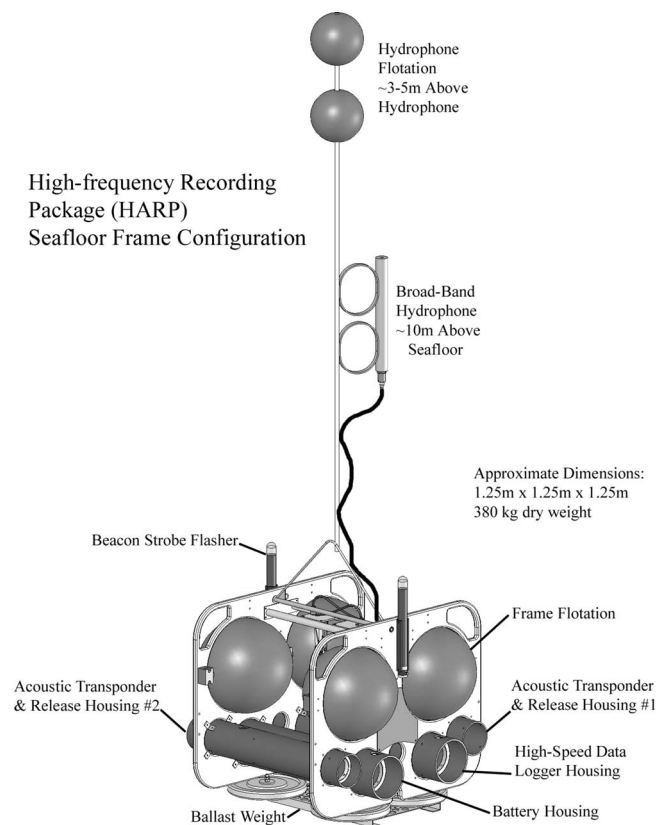 Hydrophone
Flotation
~3-5m Above
Hydrophone
High-frequency Recording
Package (HARP)
Seafloor Frame Configuration
Broad-Band
Hydrophone
~10m Above
Seafloor
Approximate Dimensions:
1.25m x 1.25m x 1.25m
380 kg dry weight
Beacon Strobe Flasher
Frame Flotation
Acoustic Transponder
& Release Housing #2
Acoustic Transponder
& Release Housing #1
High-Speed Data
Logger Housing
Battery Housing
Ballast Weight